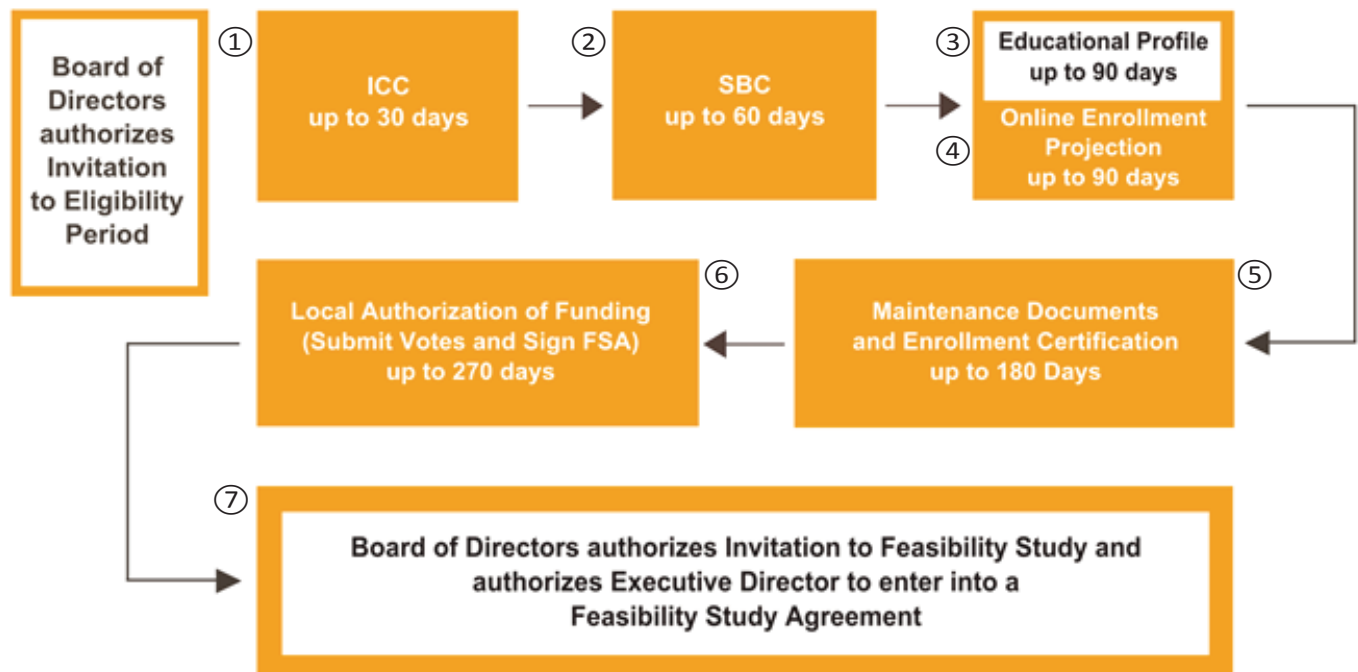 Board of
Directors
authorizes
Invitation
to Eligibility
Period
①
ICC
up to 30 days
②
SBC
up to 60 days
③
Educational Profile
up to 90 days
④
Online Enrollment
Projection
up to 90 days
⑤
Maintenance Documents
and Enrollment Certification
up to 180 Days
⑥
Local Authorization of Funding
(Submit Votes and Sign FSA)
up to 270 days
⑦
Board of Directors authorizes Invitation to Feasibility Study and
authorizes Executive Director to enter into a
Feasibility Study Agreement